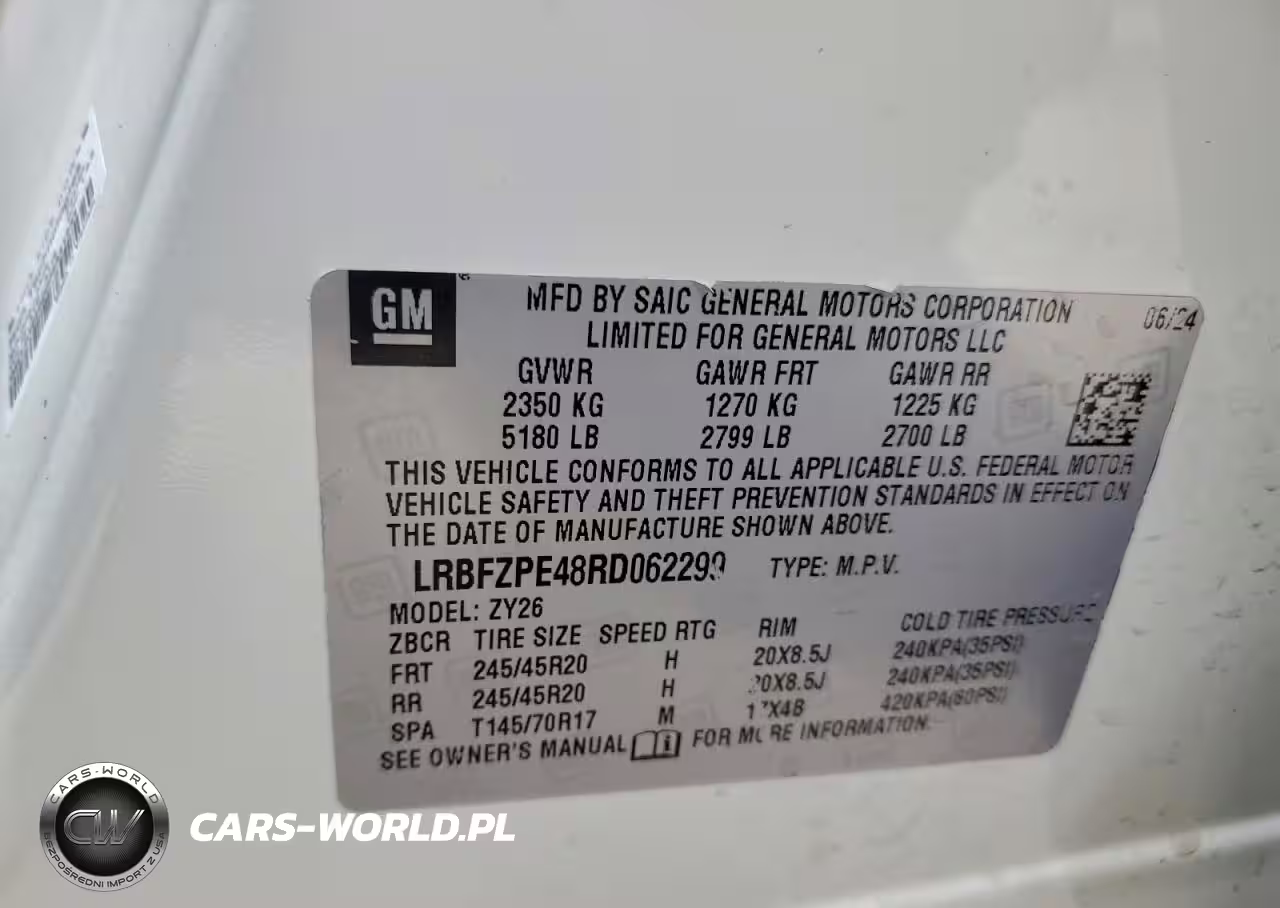 GM
MFD BY SAIC GENERAL MOTORS CORPORATION
LIMITED FOR GENERAL MOTORS LLC
06/24
GVWR GAWR FRT GAWR RR
2350 KG 1270 KG 1225 KG
5180 LB 2799 LB 2700 LB
THIS VEHICLE CONFORMS TO ALL APPLICABLE U.S. FEDERAL MOTOR
VEHICLE SAFETY AND THEFT PREVENTION STANDARDS IN EFFECT ON
THE DATE OF MANUFACTURE SHOWN ABOVE.
LRBFZPE48RD062299 TYPE: M.P.V.
MODEL: ZY26
ZBCR TIRE SIZE SPEED RTG RIM COLD TIRE PRESSURE
FRT 245/45R20 H 20X8.5J 240KPA(35PSI)
RR 245/45R20 H 20X8.5J 240KPA(35PSI)
SPA T145/70R17 M 17X4B 420KPA(60PSI)
SEE OWNER'S MANUAL FOR MORE INFORMATION.
CARS-WORLD
CW
BEZPOŚREDNI IMPORT Z USA
CARS-WORLD.PL